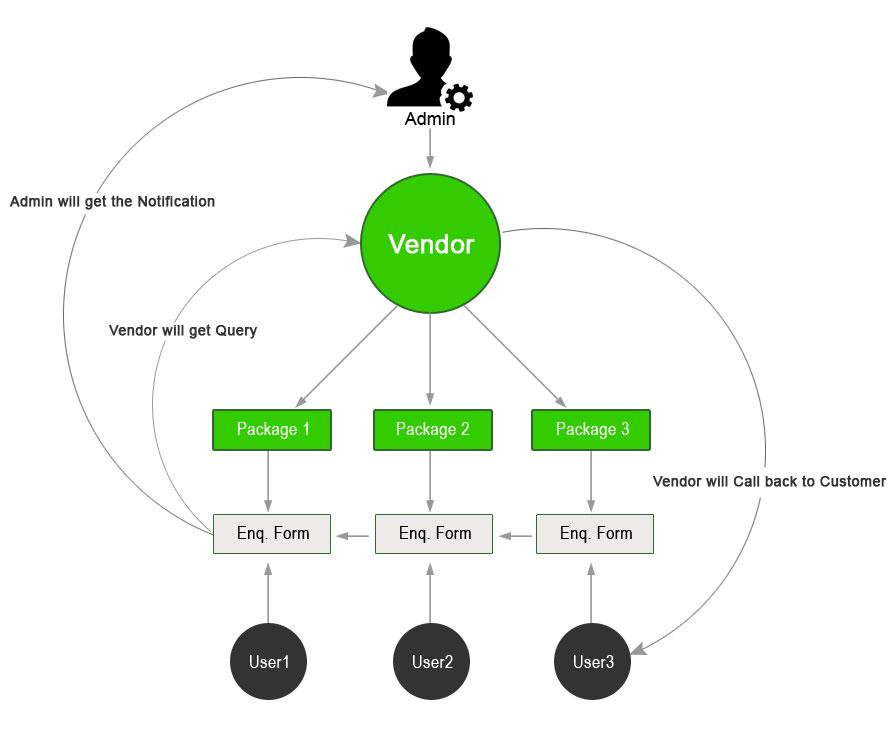 Admin
Admin will get the Notification
Vendor
Vendor will get Query
Package 1
Package 2
Package 3
Vendor will Call back to Customer
Enq. Form
Enq. Form
Enq. Form
User1
User2
User3